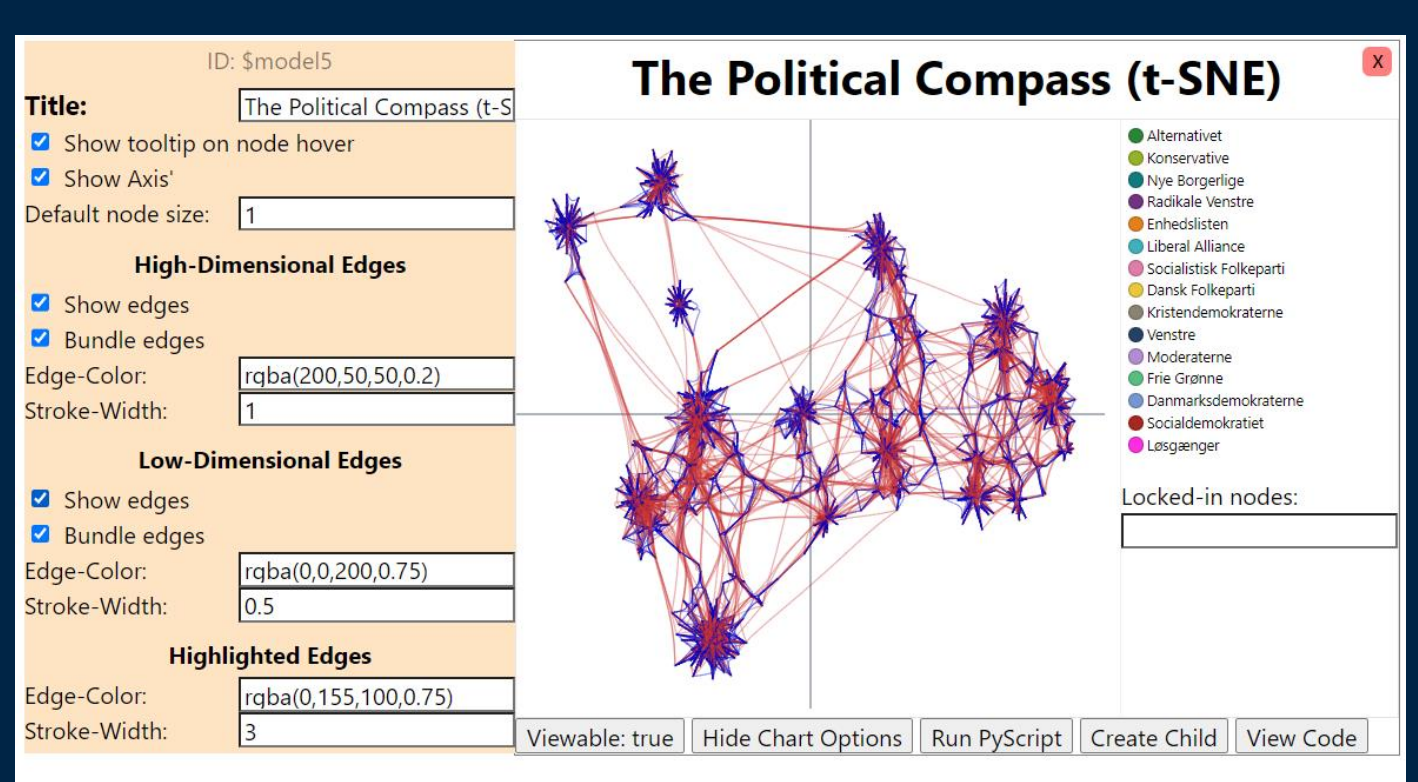 ID: $model5
Title:
The Political Compass (t-S
Show tooltip on node hover
Show Axis'
Default node size:
1
High-Dimensional Edges
Show edges
Bundle edges
Edge-Color:
rgba(200,50,50,0.2)
Stroke-Width:
1
Low-Dimensional Edges
Show edges
Bundle edges
Edge-Color:
rgba(0,0,200,0.75)
Stroke-Width:
0.5
Highlighted Edges
Edge-Color:
rgba(0,155,100,0.75)
Stroke-Width:
3
The Political Compass (t-SNE)
X
Alternativet
Konservative
Nye Borgerlige
Radikale Venstre
Enhedslisten
Liberal Alliance
Socialistisk Folkeparti
Dansk Folkeparti
Kristendemokraterne
Venstre
Moderaterne
Frie Grønne
Danmarksdemokraterne
Socialdemokratiet
Løsgænger
Locked-in nodes:
Viewable: true
Hide Chart Options
Run PyScript
Create Child
View Code